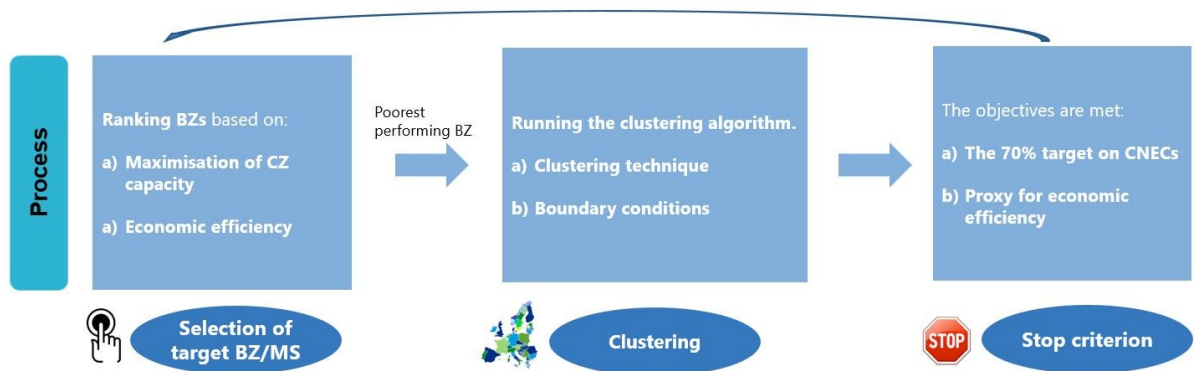 Process
Ranking BZs based on:
a) Maximisation of CZ
capacity
a) Economic efficiency
Selection of
target BZ/MS
Poorest
performing BZ
Running the clustering algorithm.
a) Clustering technique
b) Boundary conditions
Clustering
The objectives are met:
a) The 70% target on CNECs
b) Proxy for economic
efficiency
STOP
Stop criterion